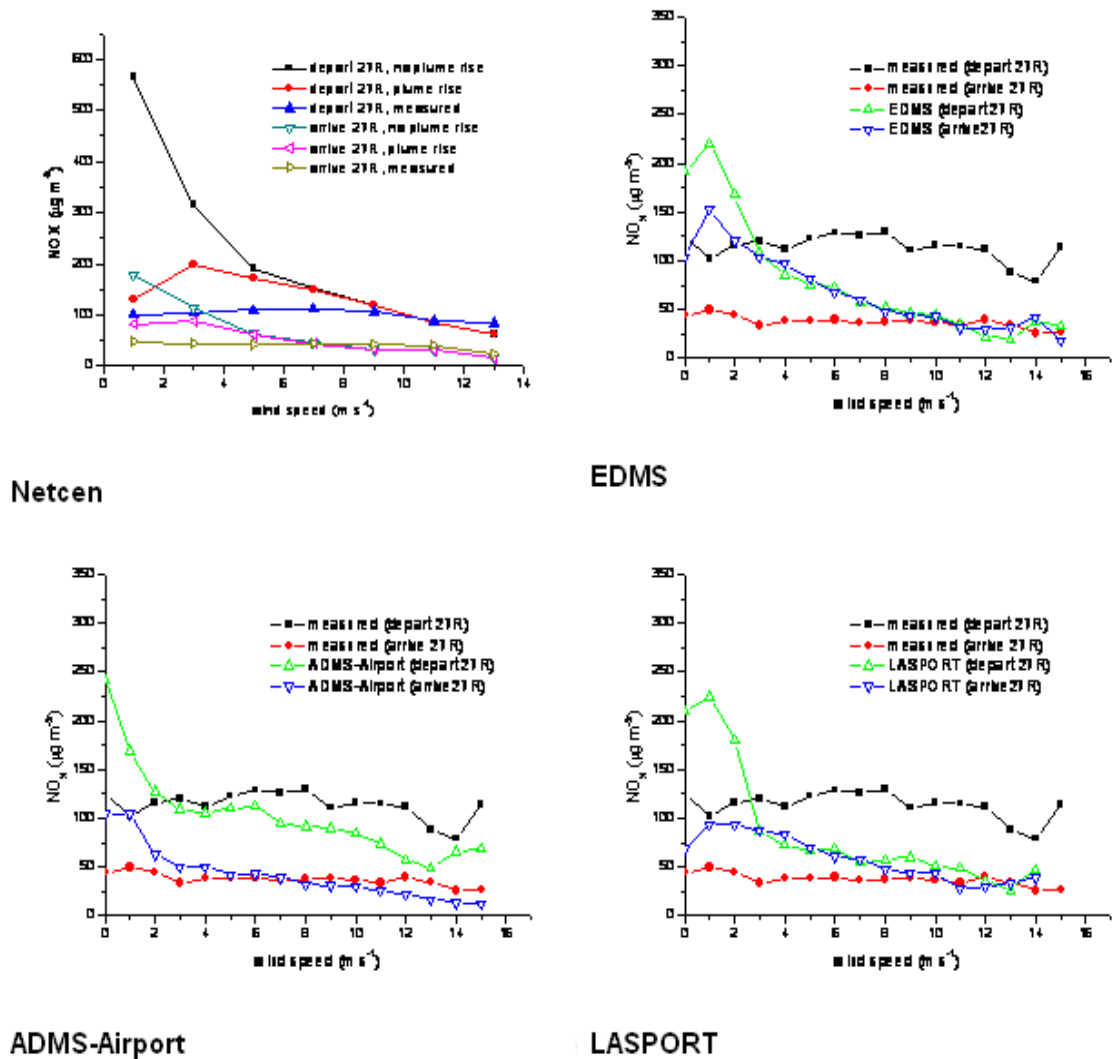 600
500
400
300
200
100
0
NOX (µg m⁻³)
depart 27R, no plume rise
depart 27R, plume rise
depart 27R, measured
arrive 27R, no plume rise
arrive 27R, plume rise
arrive 27R, measured
0 2 4 6 8 10 12 14
wind speed (m s⁻¹)
Netcen
350
300
250
200
150
100
50
0
NOₓ (µg m⁻³)
measured (depart 27R)
measured (arrive 27R)
EDMS (depart 27R)
EDMS (arrive 27R)
0 2 4 6 8 10 12 14 16
wind speed (m s⁻¹)
EDMS
350
300
250
200
150
100
50
0
NOₓ (µg m⁻³)
measured (depart 27R)
measured (arrive 27R)
ADMS-Airport (depart 27R)
ADMS-Airport (arrive 27R)
0 2 4 6 8 10 12 14 16
wind speed (m s⁻¹)
ADMS-Airport
350
300
250
200
150
100
50
0
NOₓ (µg m⁻³)
measured (depart 27R)
measured (arrive 27R)
LASPORT (depart 27R)
LASPORT (arrive 27R)
0 2 4 6 8 10 12 14 16
wind speed (m s⁻¹)
LASPORT